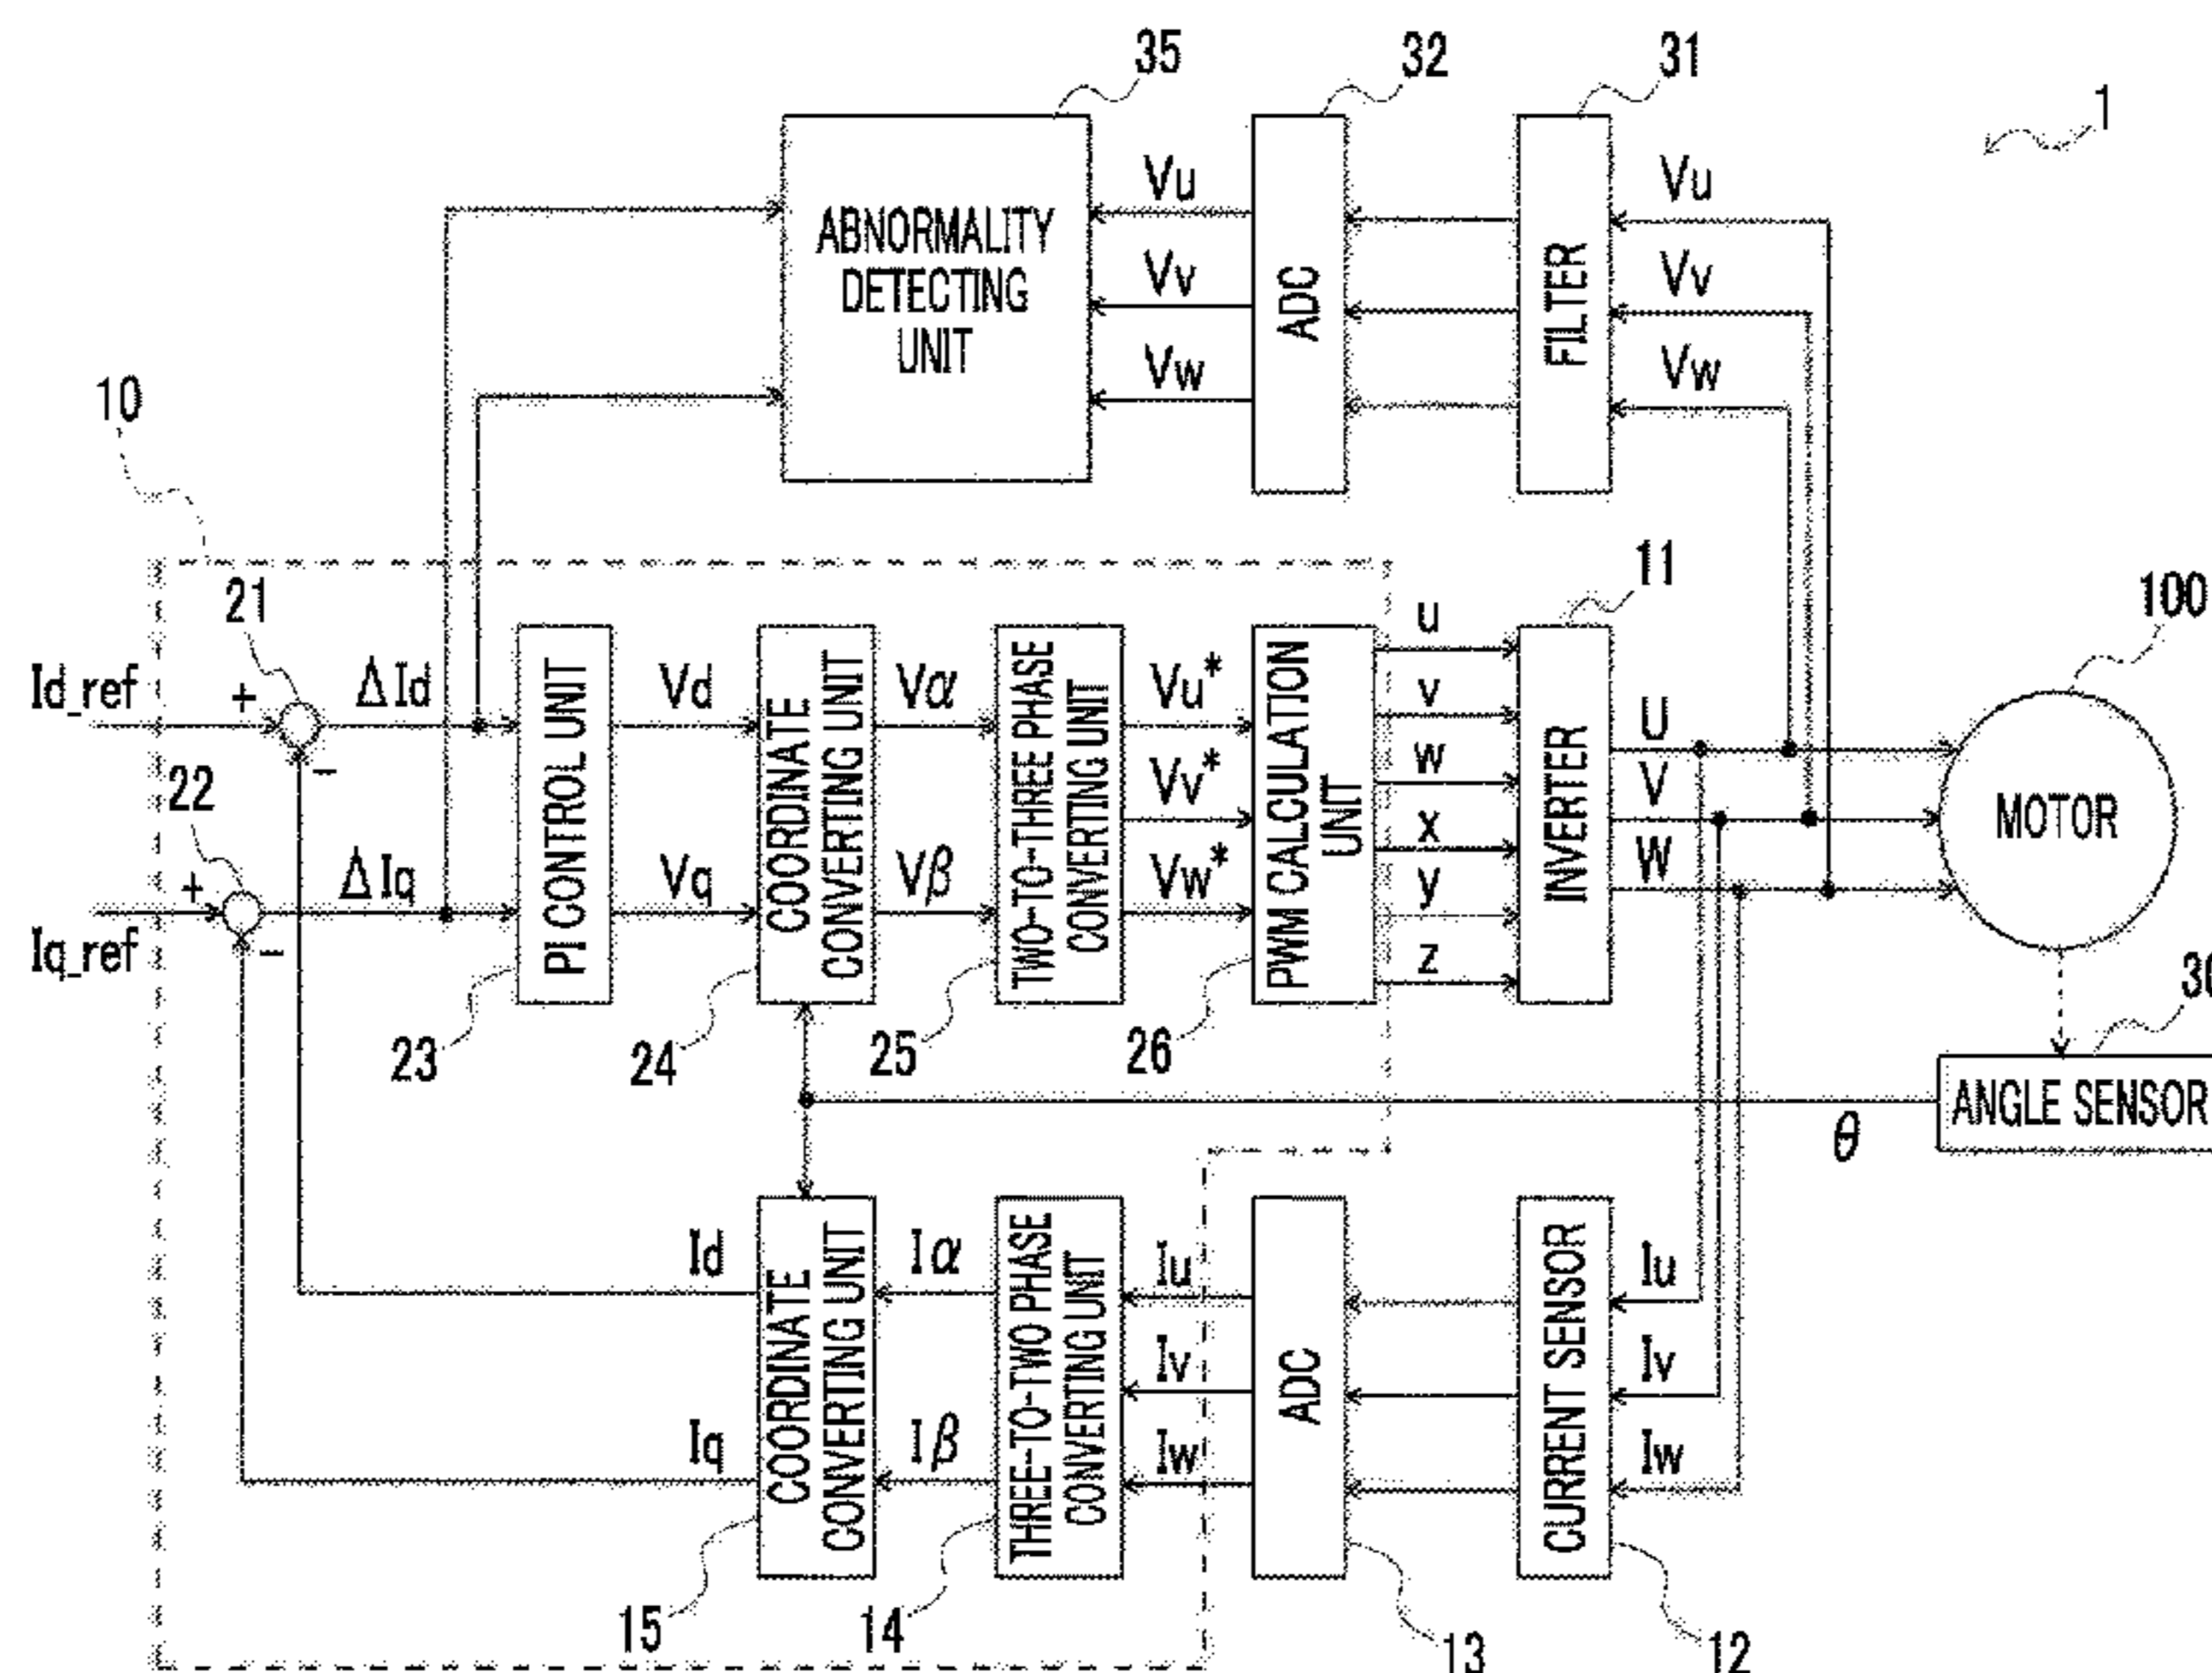 35
32
31
1
ABNORMALITY
DETECTING
UNIT
Vu
Vv
Vw
ADC
FILTER
Vu
Vv
Vw
10
21
11
100
Id_ref
+
-
ΔId
22
Iq_ref
+
-
ΔIq
PI CONTROL UNIT
23
Vd
Vq
COORDINATE
CONVERTING UNIT
24
Vα
Vβ
TWO-TO-THREE PHASE
CONVERTING UNIT
25
Vu*
Vv*
Vw*
PWM CALCULATION
UNIT
26
u
v
w
x
y
z
INVERTER
U
V
W
MOTOR
ANGLE SENSOR
θ
Id
Iq
COORDINATE
CONVERTING UNIT
15
Iα
Iβ
THREE-TO-TWO PHASE
CONVERTING UNIT
14
Iu
Iv
Iw
ADC
13
CURRENT SENSOR
12
Iu
Iv
Iw